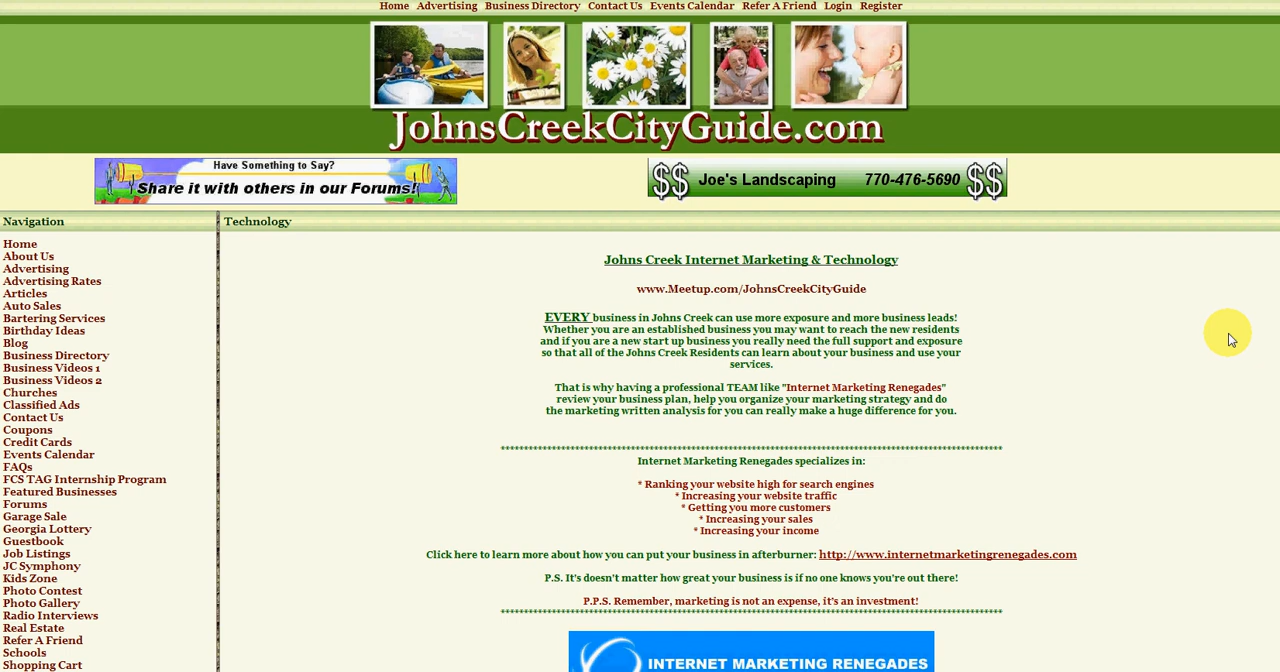 Home Advertising Business Directory Contact Us Events Calendar Refer A Friend Login Register
JohnsCreekCityGuide.com
Have Something to Say?
Share it with others in our Forums!
$$ Joe's Landscaping 770-476-5690 $$
Navigation
Home
About Us
Advertising
Advertising Rates
Articles
Auto Sales
Bartering Services
Birthday Ideas
Blog
Business Directory
Business Videos 1
Business Videos 2
Churches
Classified Ads
Contact Us
Coupons
Credit Cards
Events Calendar
FAQs
FCS TAG Internship Program
Featured Businesses
Forums
Garage Sale
Georgia Lottery
Guestbook
Job Listings
JC Symphony
Kids Zone
Photo Contest
Photo Gallery
Radio Interviews
Real Estate
Refer A Friend
Schools
Shopping Cart
Technology
Johns Creek Internet Marketing & Technology
www.Meetup.com/JohnsCreekCityGuide
EVERY business in Johns Creek can use more exposure and more business leads!
Whether you are an established business you may want to reach the new residents
and if you are a new start up business you really need the full support and exposure
so that all of the Johns Creek Residents can learn about your business and use your
services.
That is why having a professional TEAM like "Internet Marketing Renegades"
review your business plan, help you organize your marketing strategy and do
the marketing written analysis for you can really make a huge difference for you.
************************************************************************************************************
Internet Marketing Renegades specializes in:
* Ranking your website high for search engines
* Increasing your website traffic
* Getting you more customers
* Increasing your sales
* Increasing your income
Click here to learn more about how you can put your business in afterburner: http://www.internetmarketingrenegades.com
P.S. It's doesn't matter how great your business is if no one knows you're out there!
P.P.S. Remember, marketing is not an expense, it's an investment!
************************************************************************************************************
INTERNET MARKETING RENEGADES